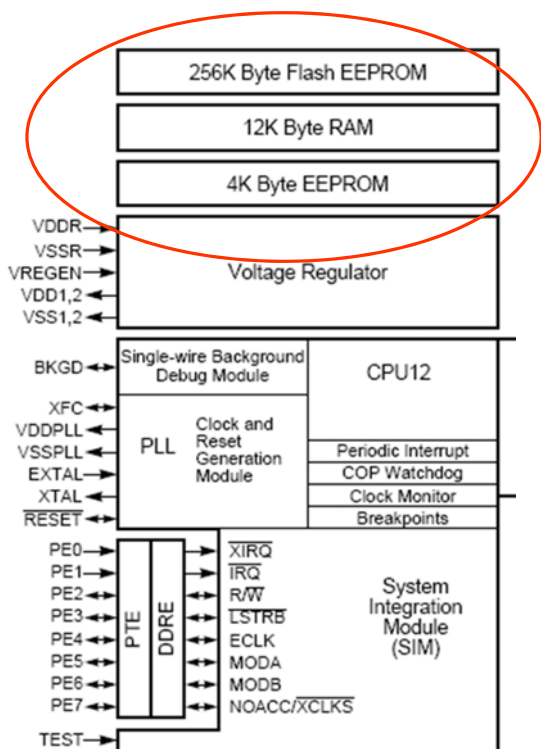 256K Byte Flash EEPROM
12K Byte RAM
4K Byte EEPROM
VDDR
VSSR
VREGEN
VDD1,2
VSS1,2
Voltage Regulator
BKGD
Single-wire Background
Debug Module
CPU12
XFC
VDDPLL
VSSPLL
EXTAL
XTAL
RESET
PLL
Clock and
Reset
Generation
Module
Periodic Interrupt
COP Watchdog
Clock Monitor
Breakpoints
PE0
PE1
PE2
PE3
PE4
PE5
PE6
PE7
PTE
DDRE
XIRQ
IRQ
R/W
LSTRB
ECLK
MODA
MODB
NOACC/XCLKS
System
Integration
Module
(SIM)
TEST